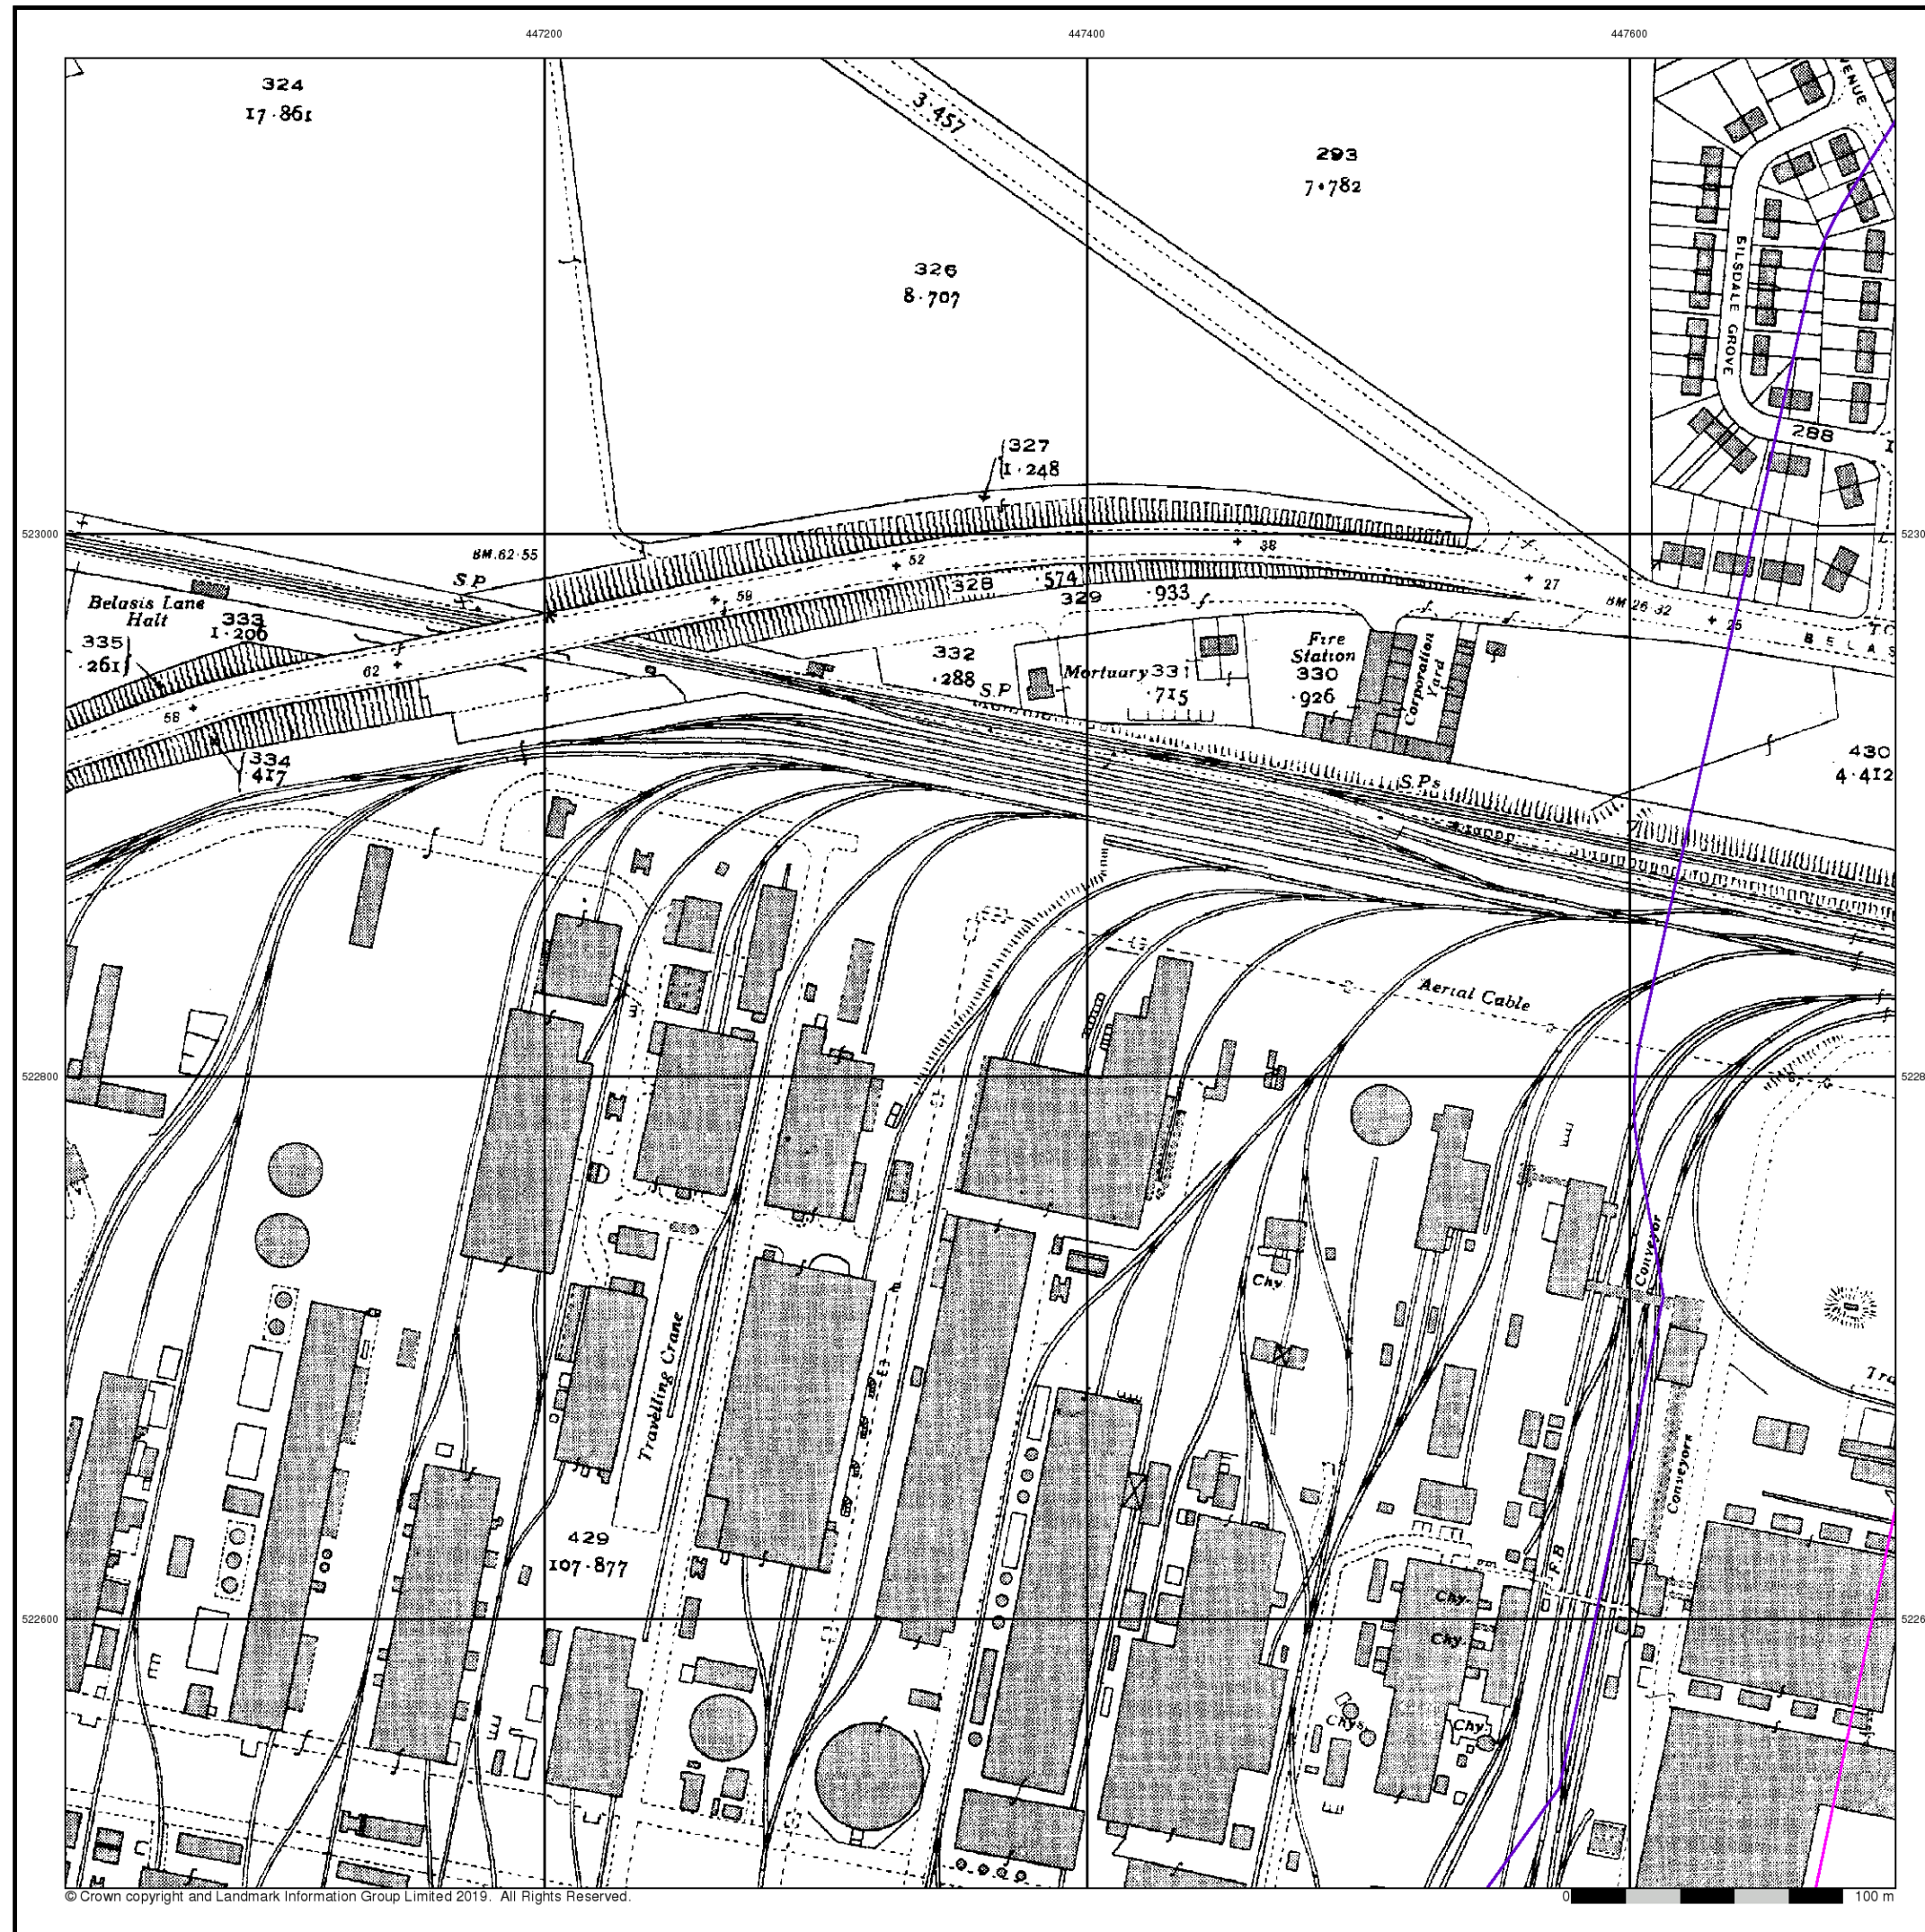 447200
447400
447600
324
17·861
3·457
293
7·782
326
8·707
BILSDALE GROVE
288
327
1·248
523000
BM.62·55
S P
52
38
27
BM 26·32
25
Belasis Lane
Halt
333
1·206
335
·261
59
328
·574
329
·933
62
58
332
·288
S.P
Mortuary
331
·715
Fire
Station
330
·926
Corporation
Yard
334
·417
S.Ps
430
4·412
Aerial Cable
522800
Conveyor
Chy
Travelling Crane
Conveyors
429
107·877
F.B
Chy
522600
Chy
Chys
Chy
© Crown copyright and Landmark Information Group Limited 2019. All Rights Reserved.
0 100 m